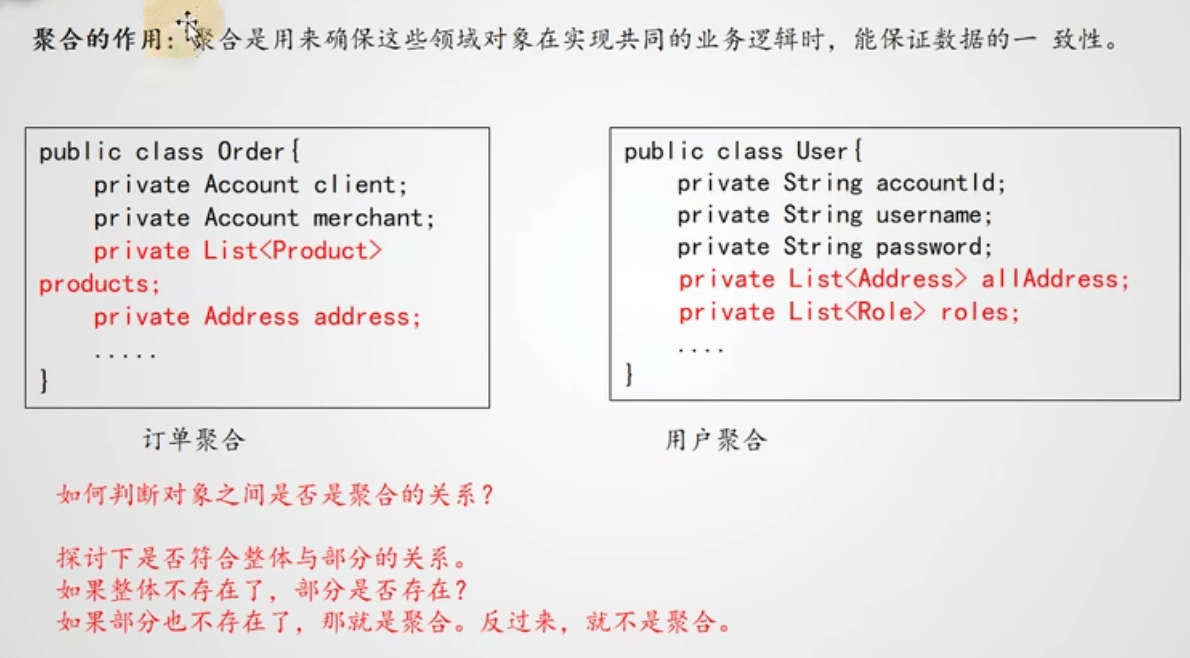 聚合的作用：聚合是用来确保这些领域对象在实现共同的业务逻辑时，能保证数据的一 致性。
public class Order{
private Account client;
private Account merchant;
private List<Product>
products;
private Address address;
.....
}
订单聚合
public class User{
private String accountId;
private String username;
private String password;
private List<Address> allAddress;
private List<Role> roles;
....
}
用户聚合
如何判断对象之间是否是聚合的关系？
探讨下是否符合整体与部分的关系。
如果整体不存在了，部分是否存在？
如果部分也不存在了，那就是聚合。反过来，就不是聚合。